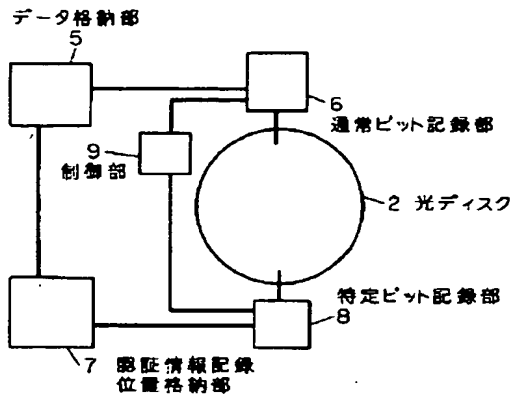 データ格納部
5
6
通常ピット記録部
9
制御部
2 光ディスク
特定ピット記録部
8
7 認証情報記録
位置格納部